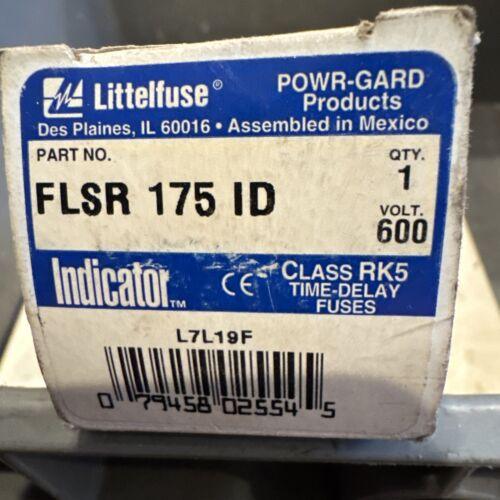 Littelfuse®
POWR-GARD
Products
Des Plaines, IL 60016 • Assembled in Mexico
PART NO.
QTY.
FLSR 175 ID
1
VOLT.
600
Indicator™
CE
CLASS RK5
TIME-DELAY
FUSES
L7L19F
0 79458 02554 5